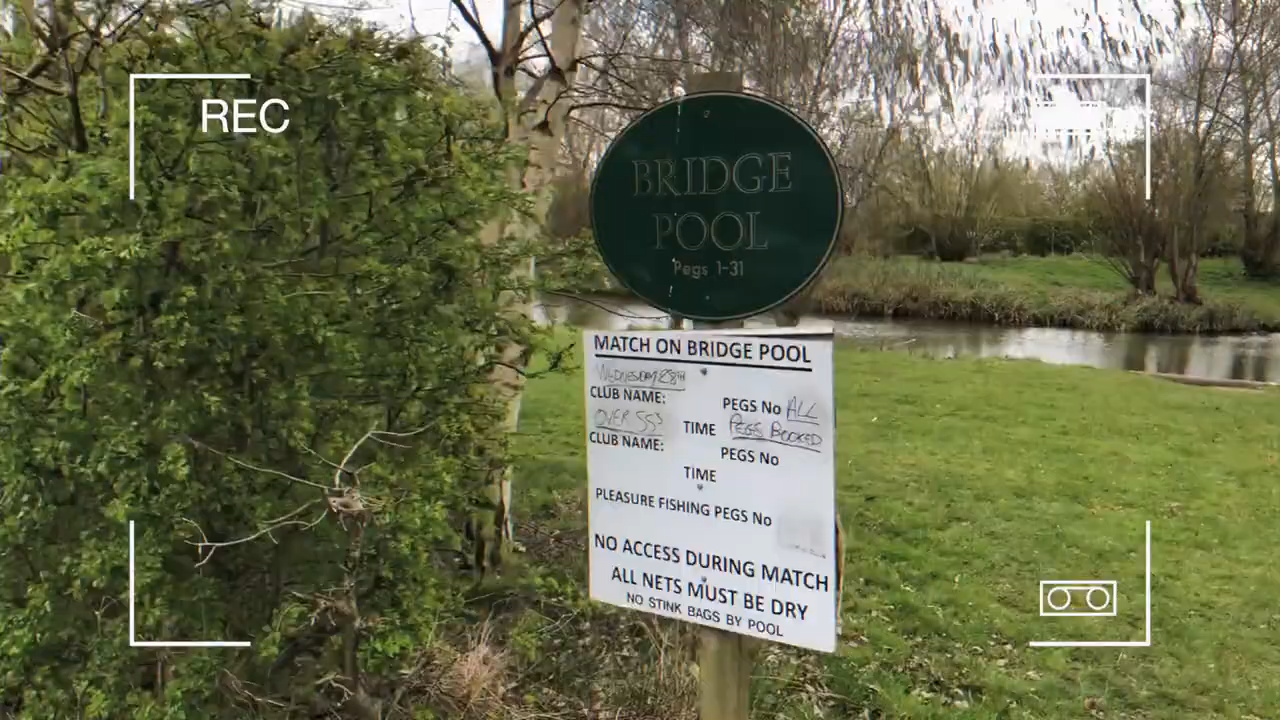 REC
BRIDGE
POOL
Pegs 1-31
MATCH ON BRIDGE POOL
WEDNESDAY 28TH
CLUB NAME: PEGS No ALL
OVER 55s TIME PEGS BOOKED
CLUB NAME: PEGS No
TIME
PLEASURE FISHING PEGS No
NO ACCESS DURING MATCH
ALL NETS MUST BE DRY
NO STINK BAGS BY POOL